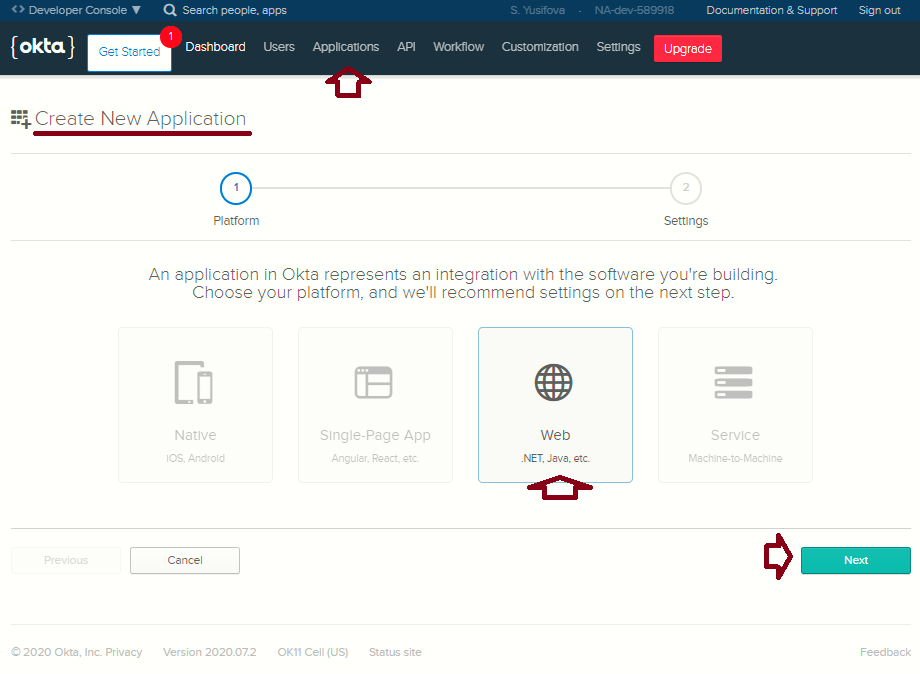 Developer Console ▼ Search people, apps S. Yusifova - NA-dev-589918 Documentation & Support Sign out
{okta} Get Started 1 Dashboard Users Applications API Workflow Customization Settings Upgrade
Create New Application
1 2
Platform Settings
An application in Okta represents an integration with the software you're building.
Choose your platform, and we'll recommend settings on the next step.
Native Single-Page App Web Service
iOS, Android Angular, React, etc. .NET, Java, etc. Machine-to-Machine
Previous Cancel Next
© 2020 Okta, Inc. Privacy Version 2020.07.2 OK11 Cell (US) Status site Feedback